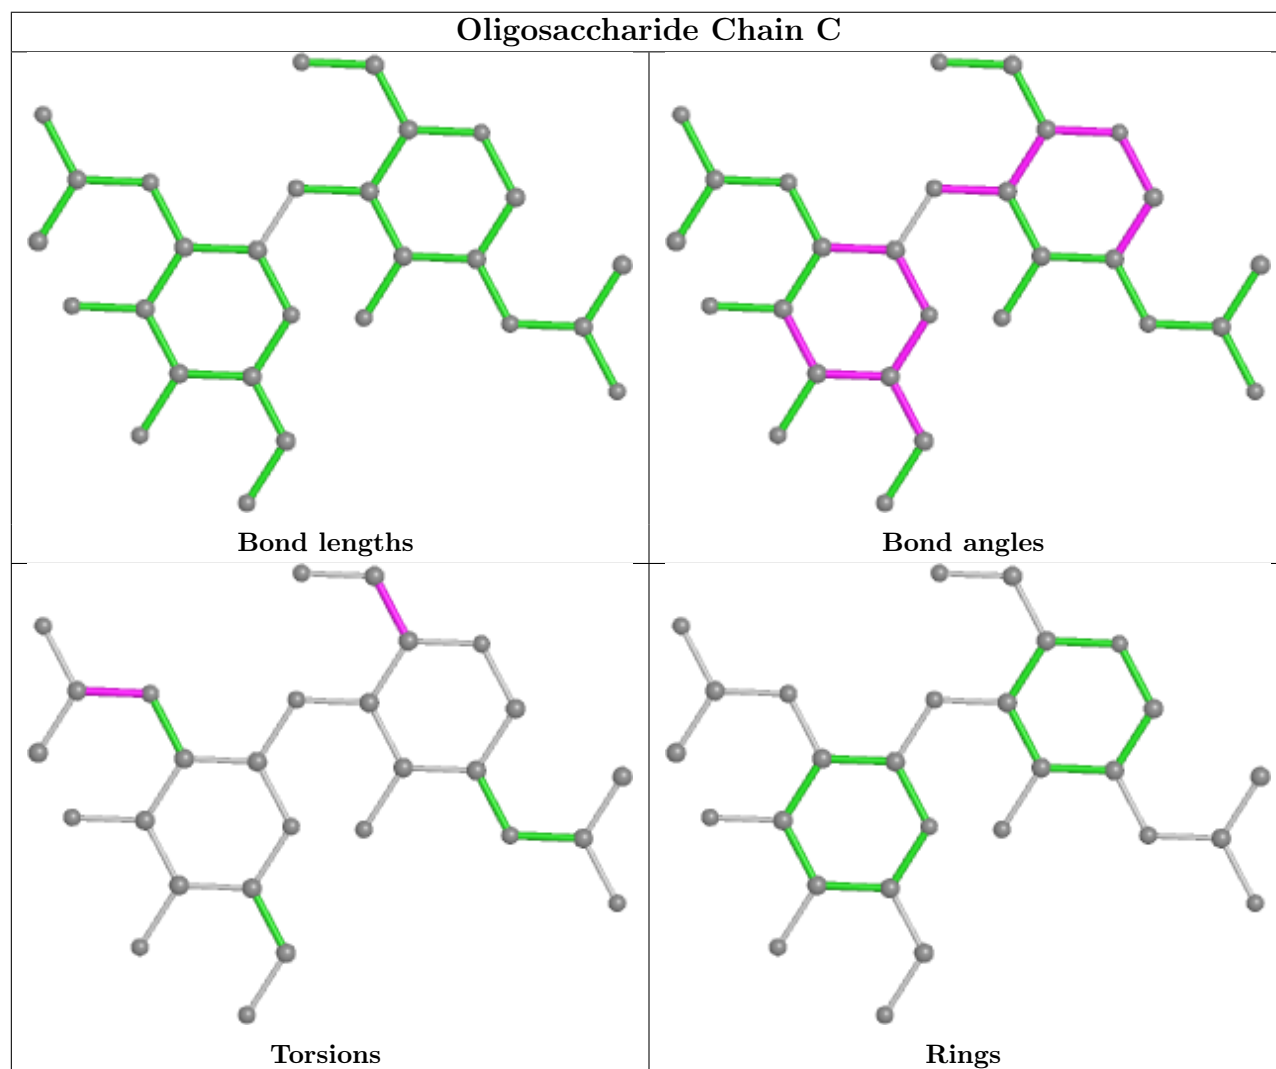 Oligosaccharide Chain C
Bond lengths
Bond angles
Torsions
Rings